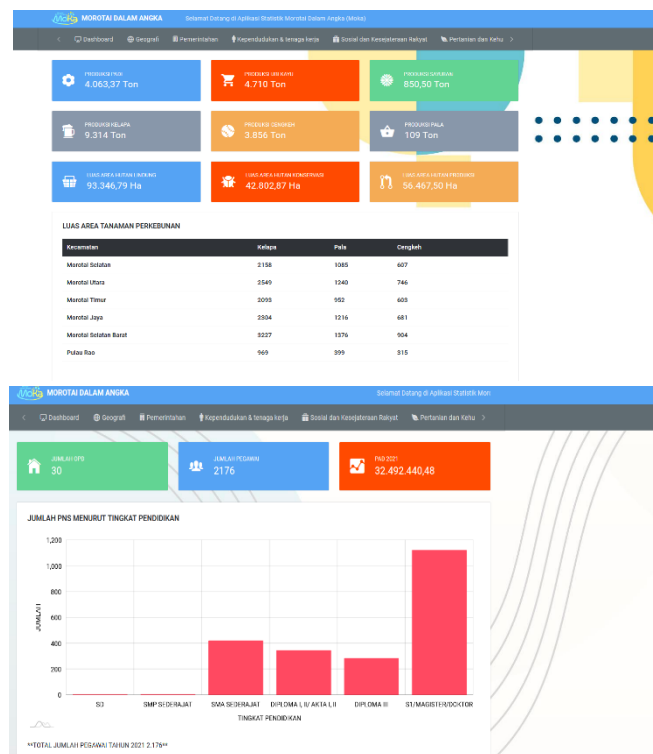 Moka MOROTAI DALAM ANGKA Selamat Datang di Aplikasi Statistik Morotai Dalam Angka (Moka)
Dashboard Geografi Pemerintahan Kependudukan & tenaga kerja Sosial dan Kesejateraan Rakyat Pertanian dan Kehu
PRODUKSI PADI PRODUKSI UBI KAYU PRODUKSI SAYURAN
4.063,37 Ton 4.710 Ton 850,50 Ton
PRODUKSI KELAPA PRODUKSI CENGKEH PRODUKSI PALA
9.314 Ton 3.856 Ton 109 Ton
LUAS AREA HUTAN LINDUNG LUAS AREA HUTAN KONSERVASI LUAS AREA HUTAN PRODUKSI
93.346,79 Ha 42.802,87 Ha 56.467,50 Ha
LUAS AREA TANAMAN PERKEBUNAN
Kecamatan Kelapa Pala Cengkeh
Morotai Selatan 2158 1085 607
Morotai Utara 2549 1240 746
Morotai Timur 2093 952 603
Morotai Jaya 2304 1216 681
Morotai Selatan Barat 3227 1376 904
Pulau Rao 969 399 315
Moka MOROTAI DALAM ANGKA Selamat Datang di Aplikasi Statistik Mori
Dashboard Geografi Pemerintahan Kependudukan & tenaga kerja Sosial dan Kesejateraan Rakyat Pertanian dan Kehu
JUMLAH OPD JUMLAH PEGAWAI PAD 2021
30 2176 32.492.440,48
JUMLAH PNS MENURUT TINGKAT PENDIDIKAN
1,200
1,000
800
600
400
200
0
JUMLAH
SD SMP SEDERAJAT SMA SEDERAJAT DIPLOMA I, II/ AKTA I, II DIPLOMA III S1/MAGISTER/DOKTOR
TINGKAT PENDIDIKAN
**TOTAL JUMLAH PEGAWAI TAHUN 2021 2.176**